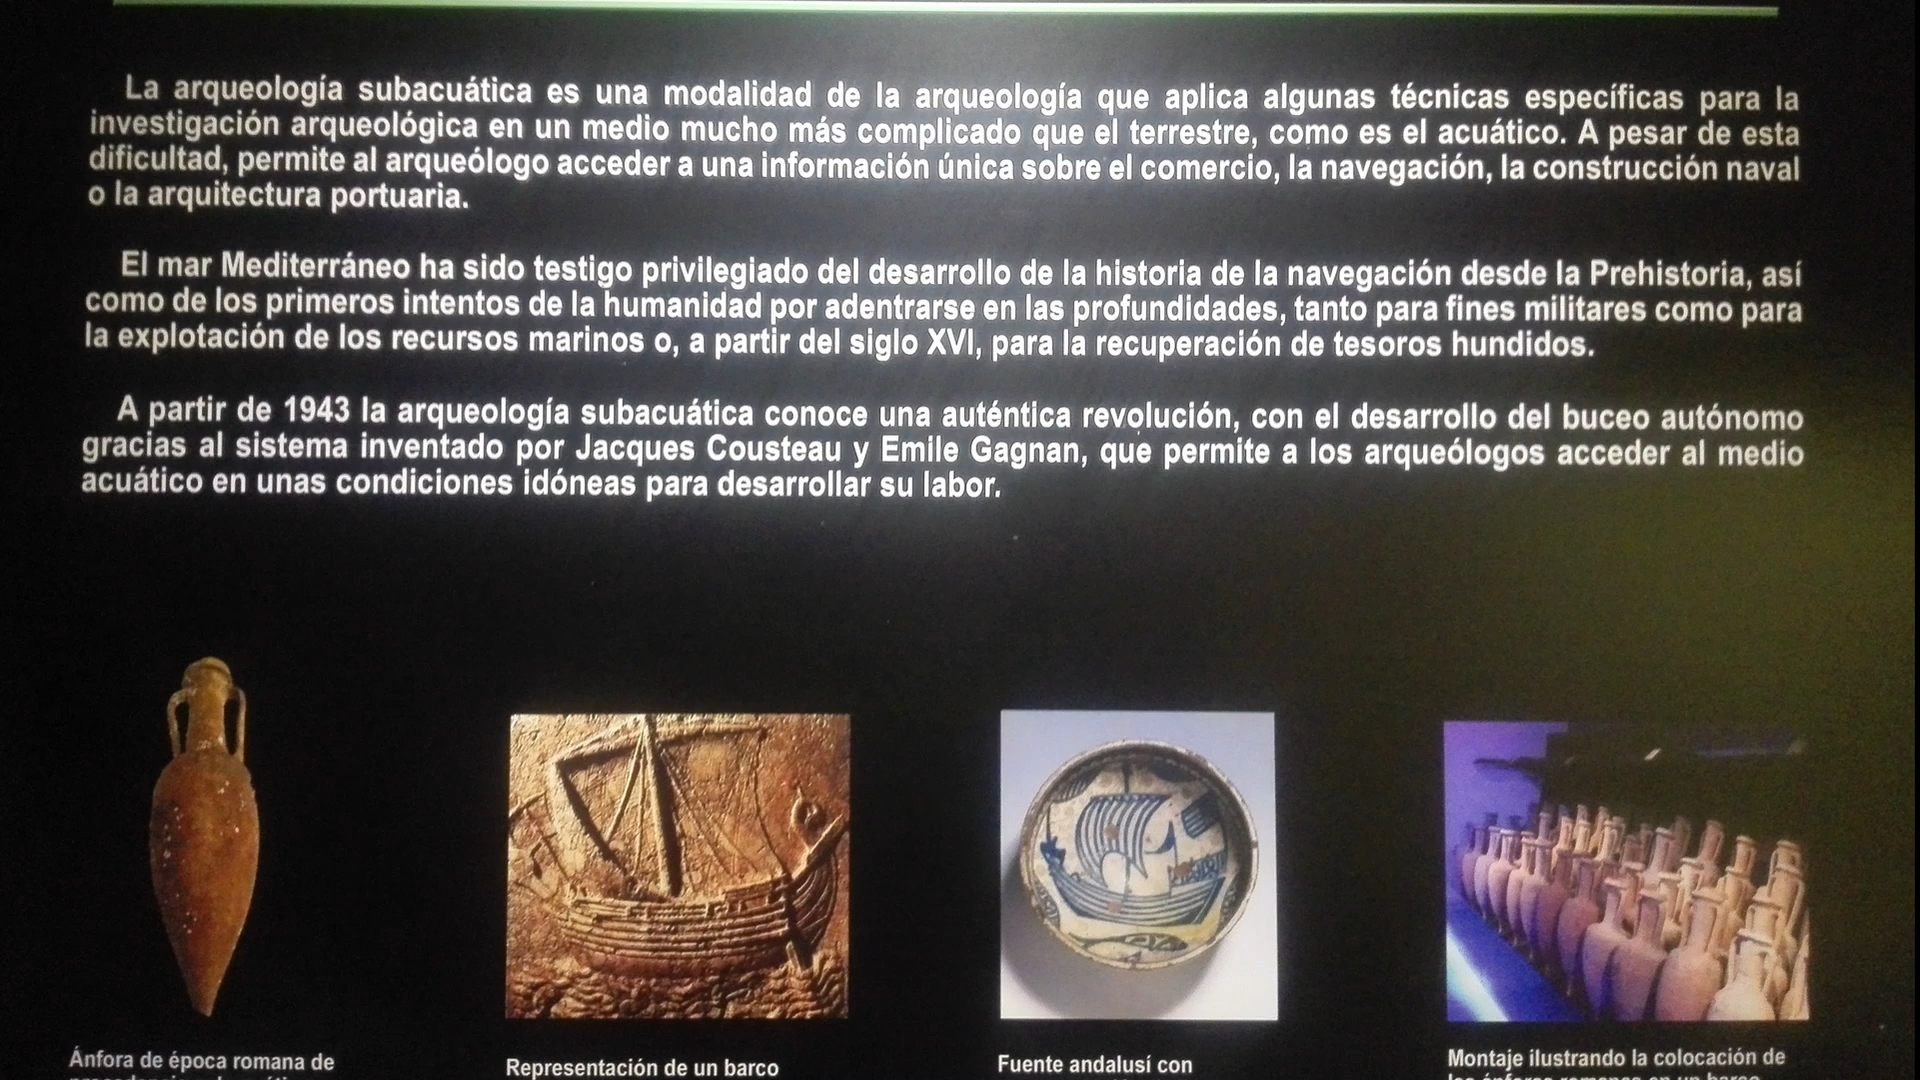 La arqueología subacuática es una modalidad de la arqueología que aplica algunas técnicas específicas para la
investigación arqueológica en un medio mucho más complicado que el terrestre, como es el acuático. A pesar de esta
dificultad, permite al arqueólogo acceder a una información única sobre el comercio, la navegación, la construcción naval
o la arquitectura portuaria.
El mar Mediterráneo ha sido testigo privilegiado del desarrollo de la historia de la navegación desde la Prehistoria, así
como de los primeros intentos de la humanidad por adentrarse en las profundidades, tanto para fines militares como para
la explotación de los recursos marinos o, a partir del siglo XVI, para la recuperación de tesoros hundidos.
A partir de 1943 la arqueología subacuática conoce una auténtica revolución, con el desarrollo del buceo autónomo
gracias al sistema inventado por Jacques Cousteau y Emile Gagnan, que permite a los arqueólogos acceder al medio
acuático en unas condiciones idóneas para desarrollar su labor.
Ánfora de época romana de
Representación de un barco
Fuente andalusí con
Montaje ilustrando la colocación de
las ánforas romanas en un barco